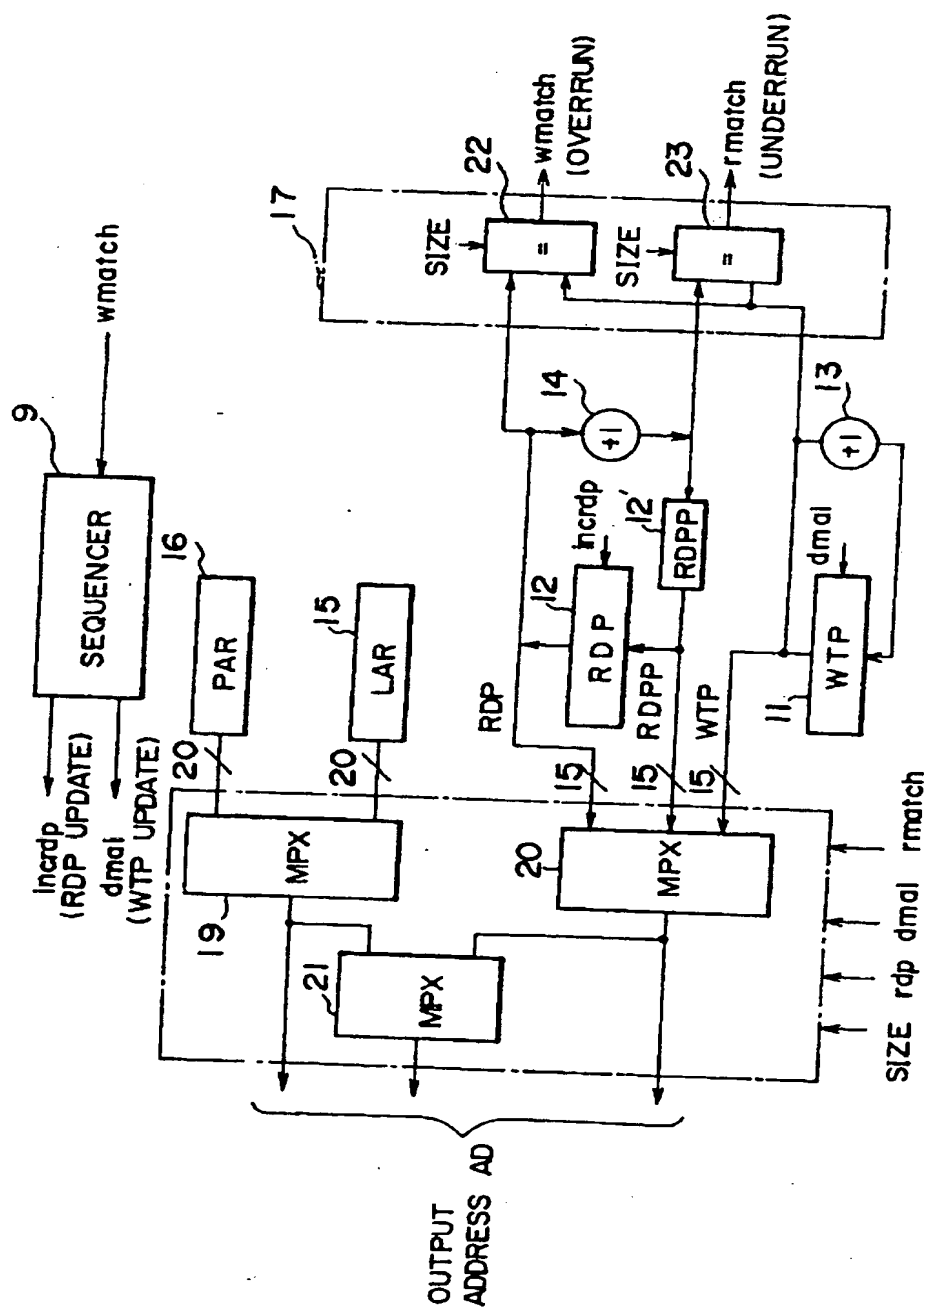 9
SEQUENCER
wmatch
incrdp
(RDP UPDATE)
dmal
(WTP UPDATE)
16
PAR
20
15
LAR
20
17
SIZE
22
=
wmatch
(OVERRUN)
SIZE
23
=
rmatch
(UNDERRUN)
14
+1
13
+1
RDP
12
RDP
incrdp
12'
RDPP
RDPP
WTP
11
WTP
dmal
15
15
15
19
MPX
20
MPX
21
MPX
SIZE rdp dmal rmatch
OUTPUT
ADDRESS AD